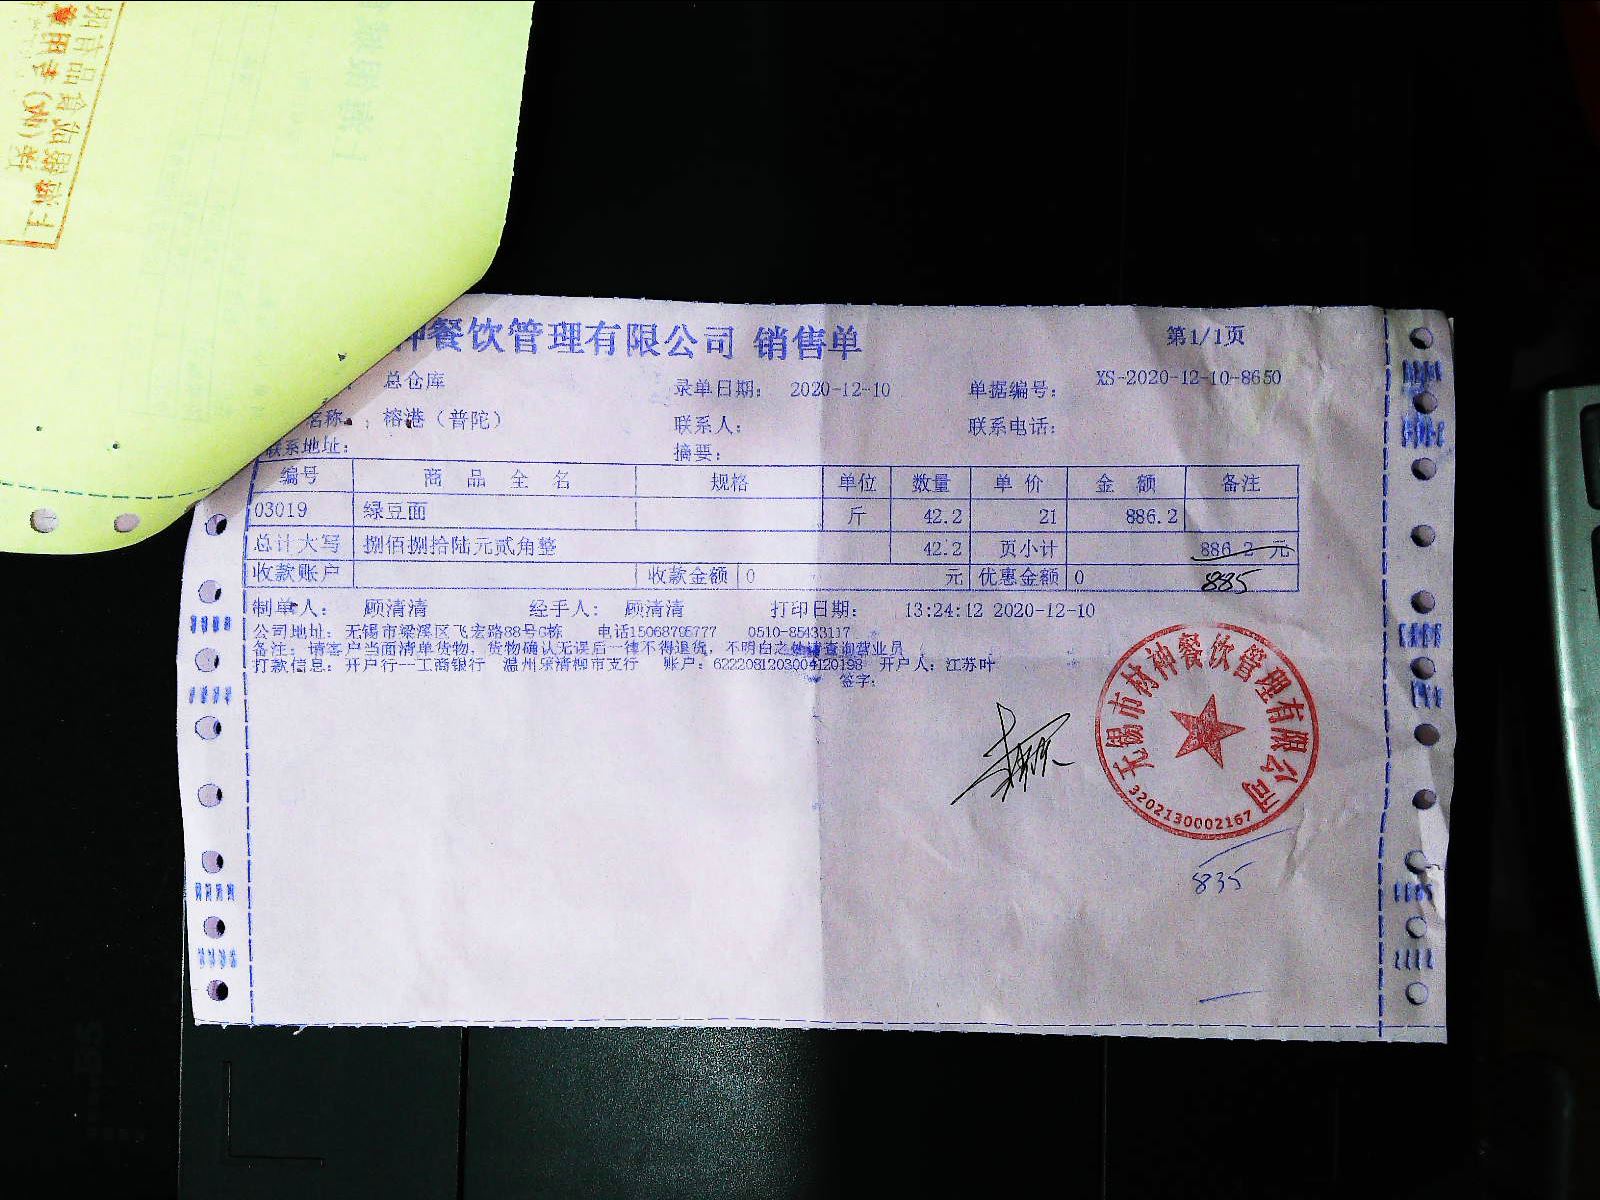 神餐饮管理有限公司 销售单
第1/1页
总仓库
录单日期: 2020-12-10
单据编号: XS-2020-12-10-8650
名称: 榕港（普陀）
联系人:
联系电话:
联系地址:
摘要:
编号 商品全名 规格 单位 数量 单价 金额 备注
03019 绿豆面 斤 42.2 21 886.2
总计大写 捌佰捌拾陆元贰角整 42.2 页小计 886.2 元
收款账户 收款金额 0 元 优惠金额 0 885
制单人: 顾清清 经手人: 顾清清 打印日期: 13:24:12 2020-12-10
公司地址: 无锡市梁溪区飞宏路88号G栋 电话15068795777 0510-85433117
备注: 请客户当面清单货物, 货物确认无误后一律不得退货, 不明白之处请查询营业员
打款信息: 开户行--工商银行 温州乐清柳市支行 账户: 6222081203004120198 开户人: 江苏叶
签字:
无锡市材神餐饮管理有限公司
3202130002167
835